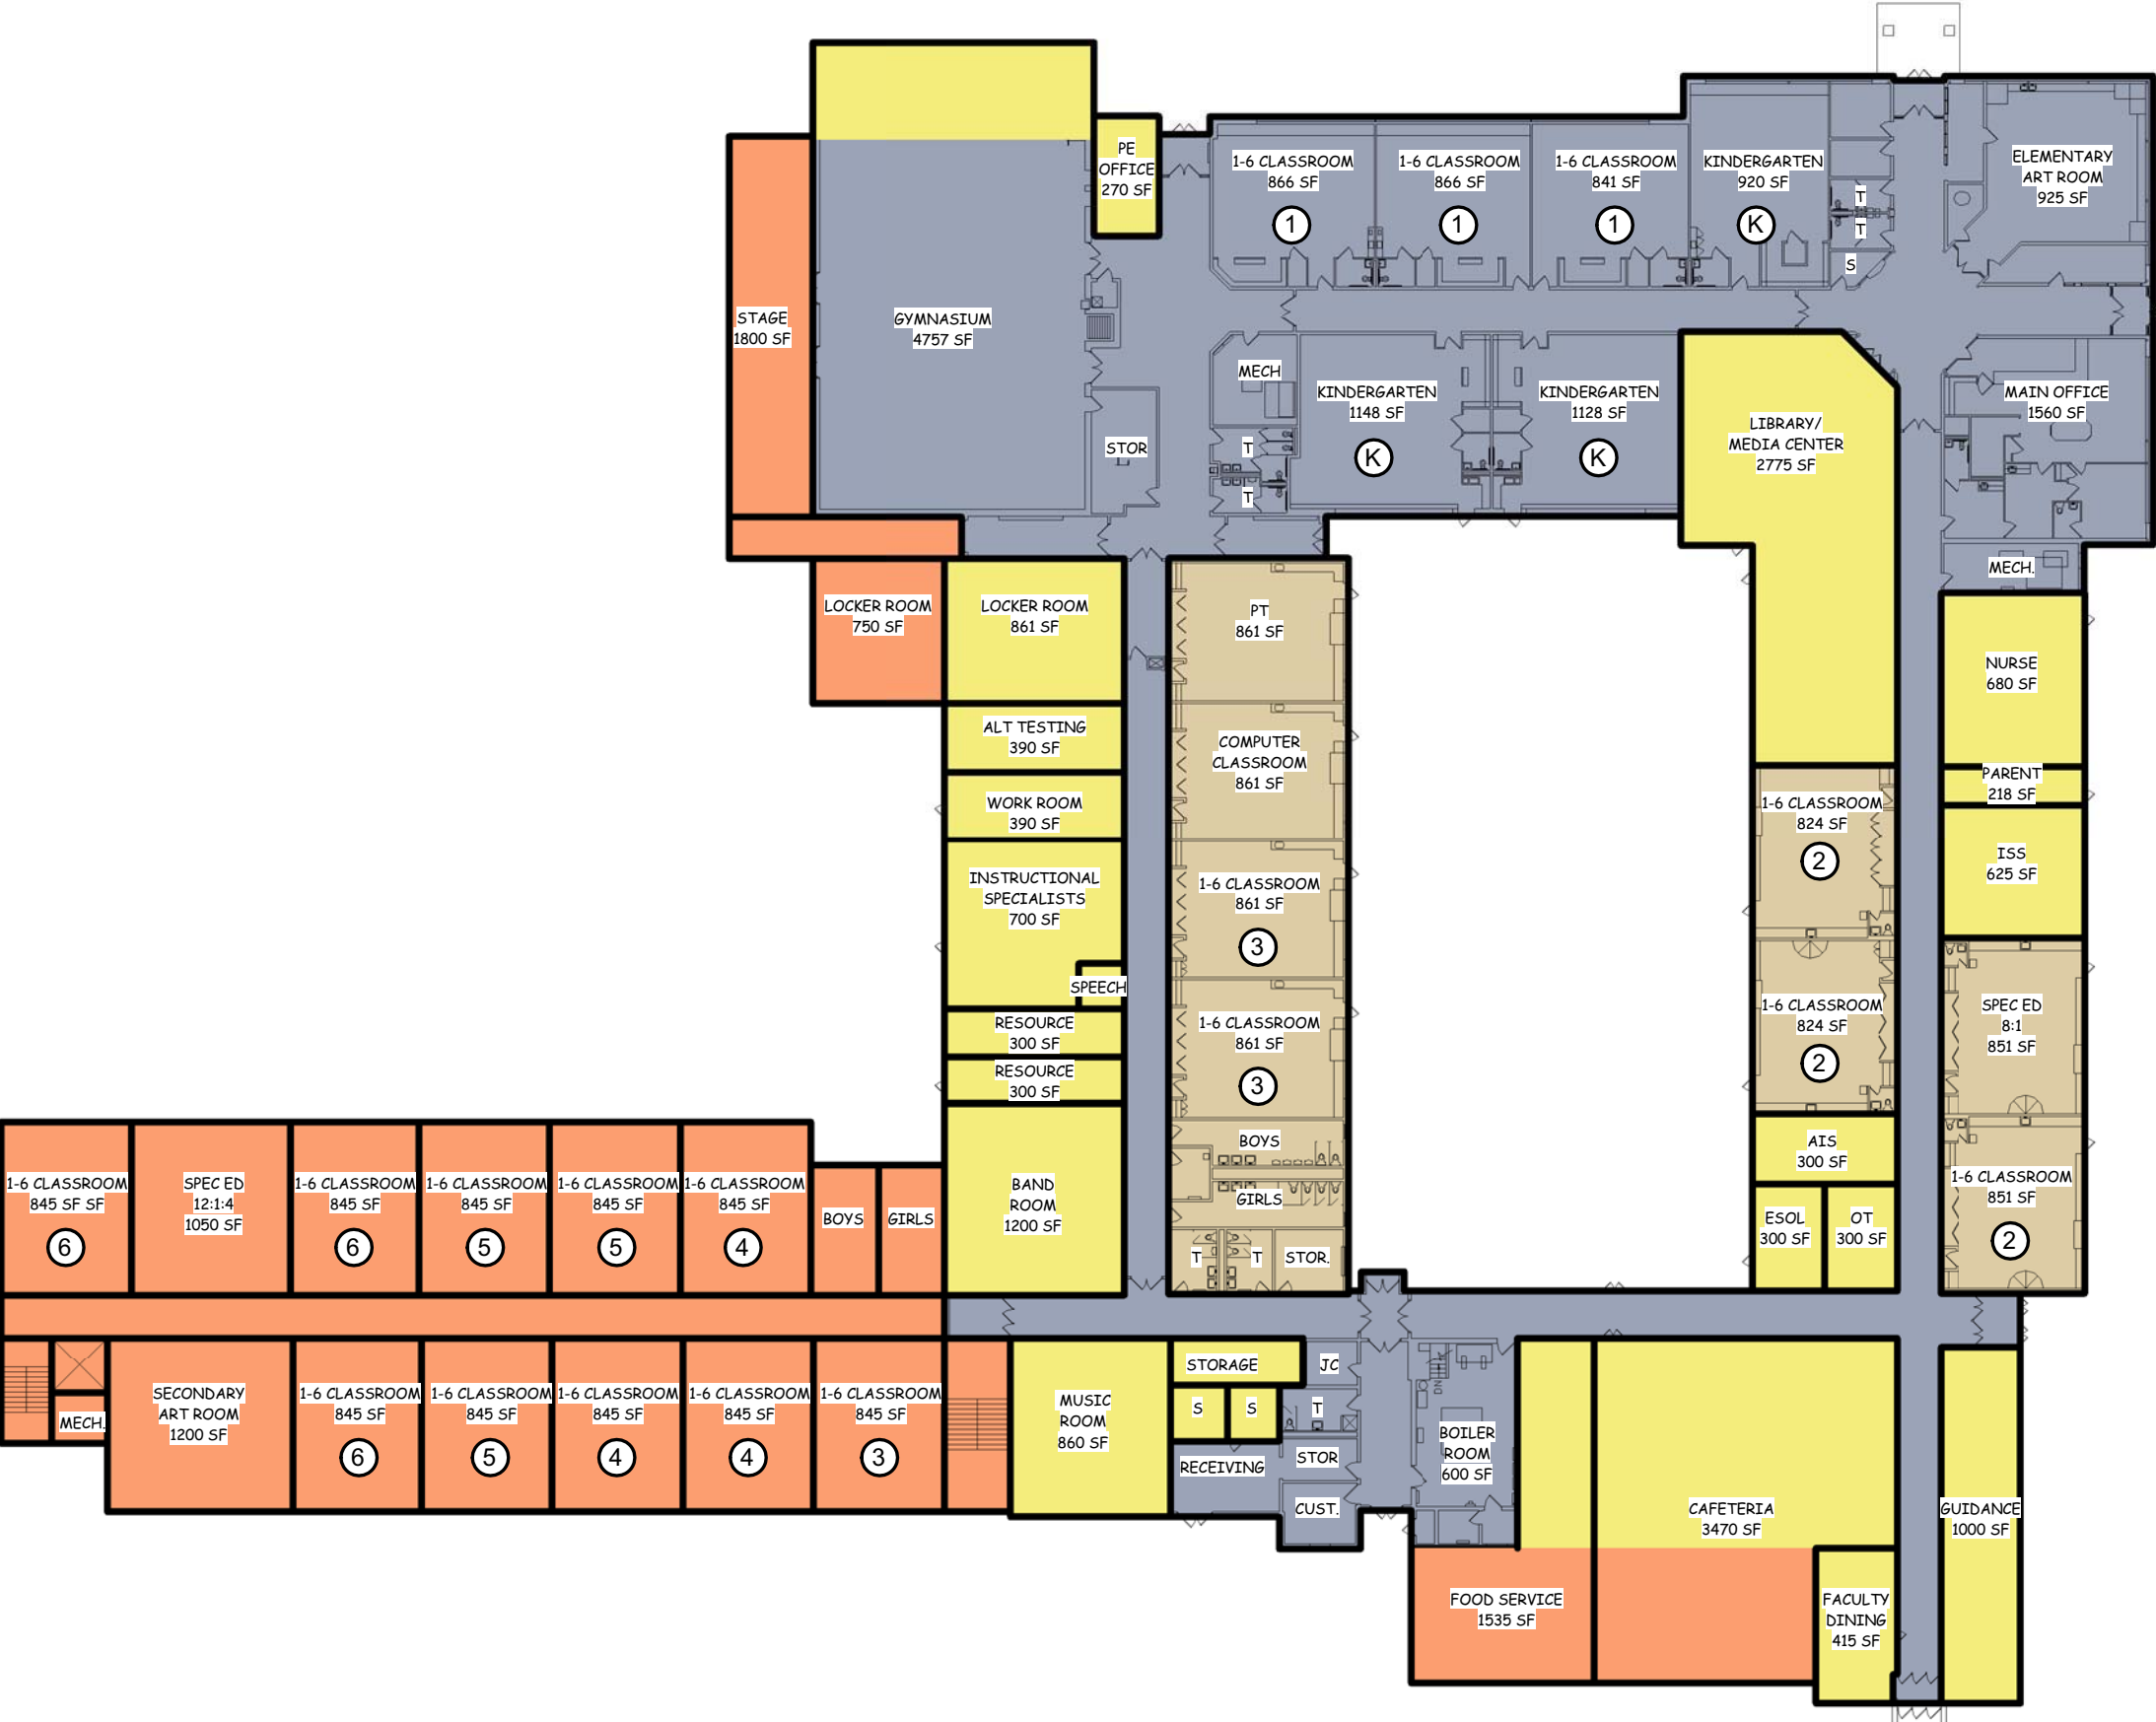 PE
OFFICE
270 SF
1-6 CLASSROOM
866 SF
1
1-6 CLASSROOM
866 SF
1
1-6 CLASSROOM
841 SF
1
KINDERGARTEN
920 SF
K
T
T
S
ELEMENTARY
ART ROOM
925 SF
STAGE
1800 SF
GYMNASIUM
4757 SF
STOR
MECH
T
T
KINDERGARTEN
1148 SF
K
KINDERGARTEN
1128 SF
K
LIBRARY/
MEDIA CENTER
2775 SF
MAIN OFFICE
1560 SF
MECH.
LOCKER ROOM
750 SF
LOCKER ROOM
861 SF
PT
861 SF
NURSE
680 SF
ALT TESTING
390 SF
COMPUTER
CLASSROOM
861 SF
PARENT
218 SF
WORK ROOM
390 SF
1-6 CLASSROOM
824 SF
2
ISS
625 SF
INSTRUCTIONAL
SPECIALISTS
700 SF
SPEECH
1-6 CLASSROOM
861 SF
3
1-6 CLASSROOM
824 SF
2
SPEC ED
8:1
851 SF
RESOURCE
300 SF
RESOURCE
300 SF
1-6 CLASSROOM
861 SF
3
BOYS
GIRLS
T
T
STOR.
AIS
300 SF
ESOL
300 SF
OT
300 SF
1-6 CLASSROOM
851 SF
2
1-6 CLASSROOM
845 SF SF
6
SPEC ED
12:1:4
1050 SF
1-6 CLASSROOM
845 SF
6
1-6 CLASSROOM
845 SF
5
1-6 CLASSROOM
845 SF
5
1-6 CLASSROOM
845 SF
4
BOYS
GIRLS
BAND
ROOM
1200 SF
MECH.
SECONDARY
ART ROOM
1200 SF
1-6 CLASSROOM
845 SF
6
1-6 CLASSROOM
845 SF
5
1-6 CLASSROOM
845 SF
4
1-6 CLASSROOM
845 SF
4
1-6 CLASSROOM
845 SF
3
MUSIC
ROOM
860 SF
STORAGE
S
S
JC
T
RECEIVING
STOR
CUST.
DN
BOILER
ROOM
600 SF
CAFETERIA
3470 SF
GUIDANCE
1000 SF
FOOD SERVICE
1535 SF
FACULTY
DINING
415 SF